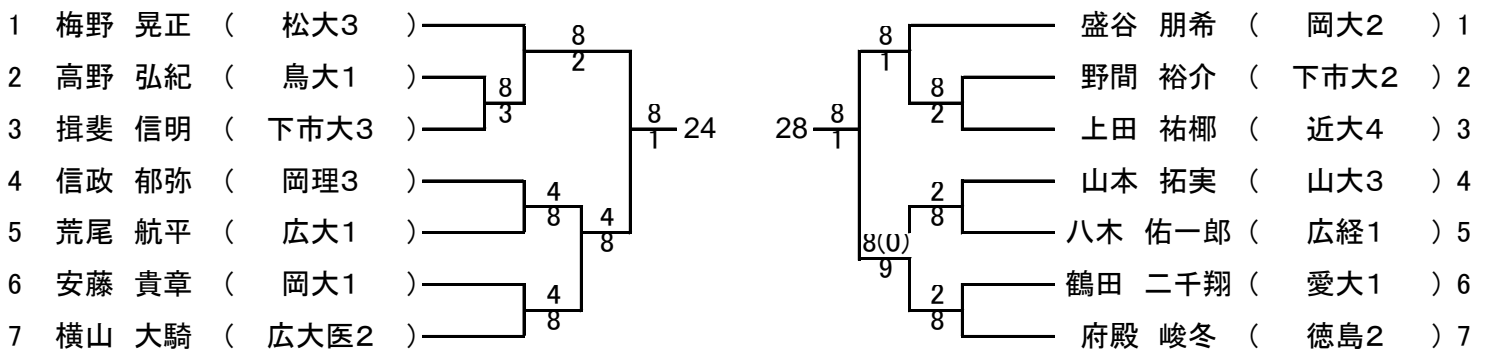 1 梅野 晃正 ( 松大3 )
8
2
2 高野 弘紀 ( 鳥大1 )
8
3
3 揖斐 信明 ( 下市大3 )
8
1
24
4 信政 郁弥 ( 岡理3 )
4
8
5 荒尾 航平 ( 広大1 )
4
8
6 安藤 貴章 ( 岡大1 )
4
8
7 横山 大騎 ( 広大医2 )
盛谷 朋希 ( 岡大2 ) 1
8
1
野間 裕介 ( 下市大2 ) 2
8
2
上田 祐椰 ( 近大4 ) 3
28
8
1
山本 拓実 ( 山大3 ) 4
2
8
八木 佑一郎 ( 広経1 ) 5
8(0)
9
鶴田 二千翔 ( 愛大1 ) 6
2
8
府殿 峻冬 ( 徳島2 ) 7